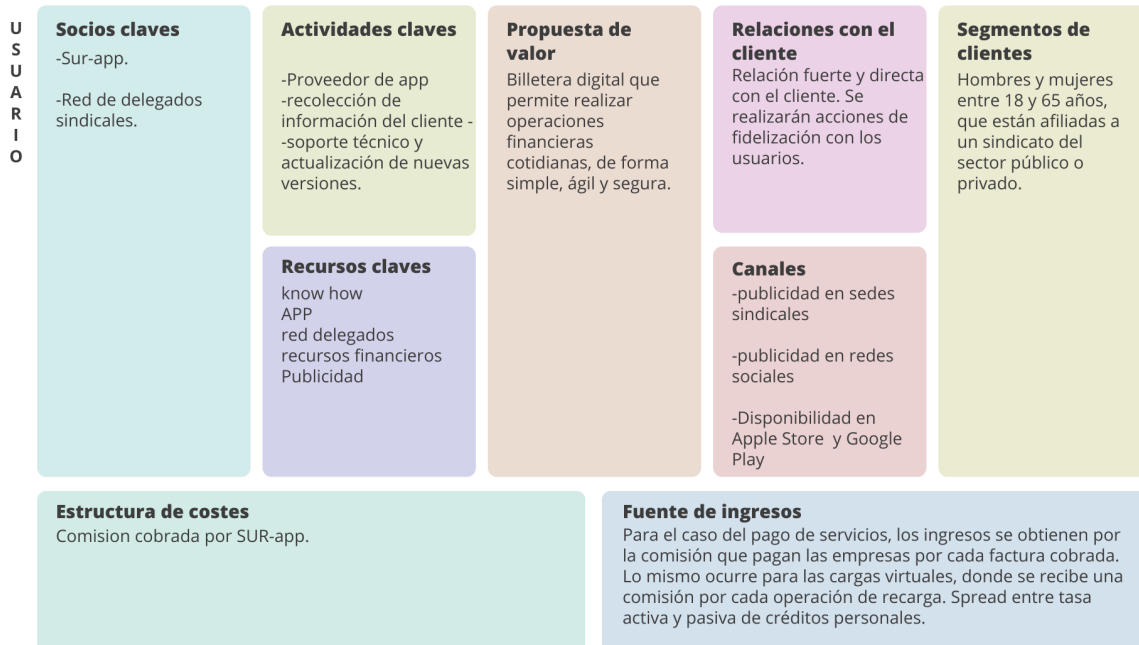 USUARIO
Socios claves
-Sur-app.
-Red de delegados
sindicales.
Actividades claves
-Proveedor de app
-recolección de
información del cliente -
-soporte técnico y
actualización de nuevas
versiones.
Recursos claves
know how
APP
red delegados
recursos financieros
Publicidad
Propuesta de
valor
Billetera digital que
permite realizar
operaciones
financieras
cotidianas, de forma
simple, ágil y segura.
Relaciones con el
cliente
Relación fuerte y directa
con el cliente. Se
realizarán acciones de
fidelización con los
usuarios.
Canales
-publicidad en sedes
sindicales
-publicidad en redes
sociales
-Disponibilidad en
Apple Store  y Google
Play
Segmentos de
clientes
Hombres y mujeres
entre 18 y 65 años,
que están afiliadas a
un sindicato del
sector público o
privado.
Estructura de costes
Comision cobrada por SUR-app.
Fuente de ingresos
Para el caso del pago de servicios, los ingresos se obtienen por
la comisión que pagan las empresas por cada factura cobrada.
Lo mismo ocurre para las cargas virtuales, donde se recibe una
comisión por cada operación de recarga. Spread entre tasa
activa y pasiva de créditos personales.